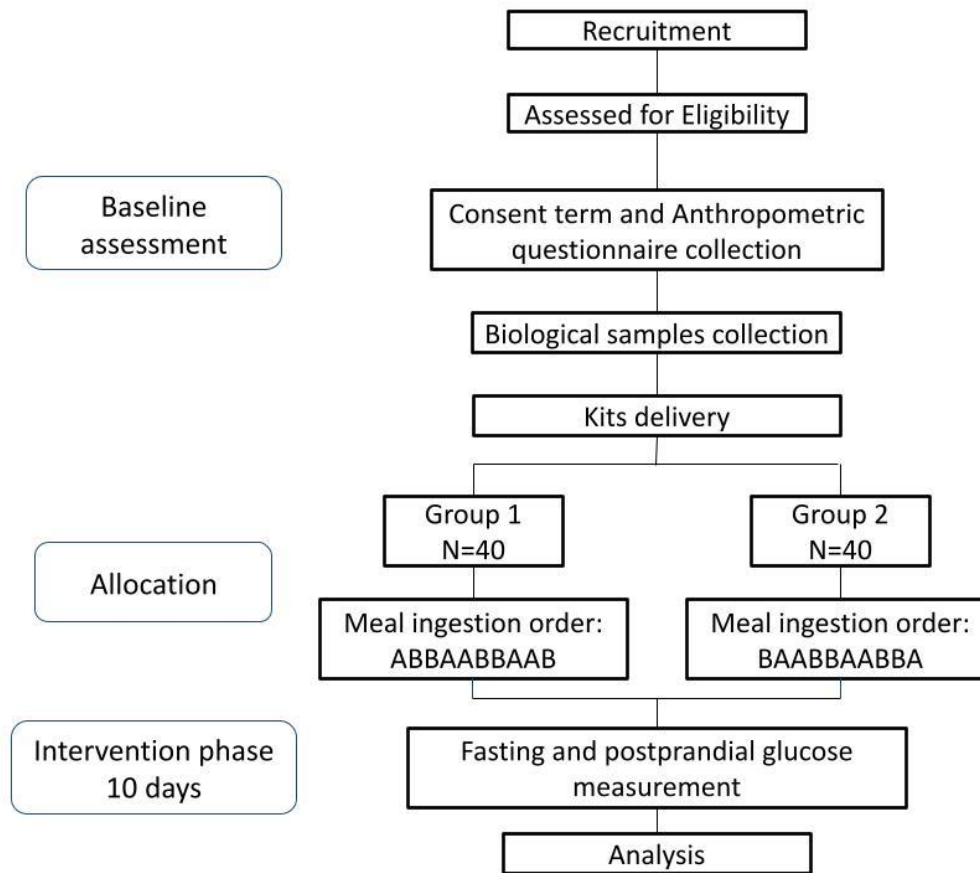 Recruitment
Assessed for Eligibility
Baseline
assessment
Consent term and Anthropometric
questionnaire collection
Biological samples collection
Kits delivery
Allocation
Group 1
N=40
Group 2
N=40
Meal ingestion order:
ABBAABBAAB
Meal ingestion order:
BAABBAABBA
Intervention phase
10 days
Fasting and postprandial glucose
measurement
Analysis